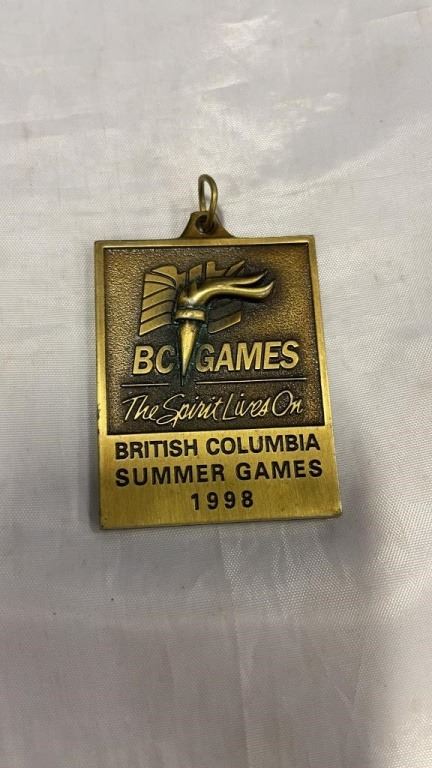 BC GAMES
The Spirit Lives On
BRITISH COLUMBIA
SUMMER GAMES
1998